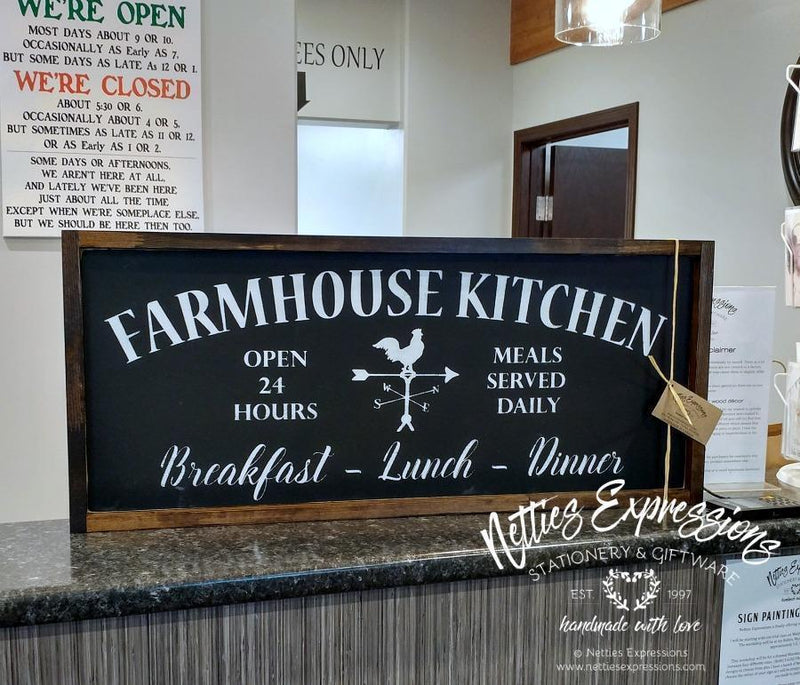 WE'RE OPEN
MOST DAYS ABOUT 9 OR 10.
OCCASIONALLY AS Early AS 7,
BUT SOME DAYS AS Late AS 12 OR 1.
WE'RE CLOSED
ABOUT 5:30 OR 6.
OCCASIONALLY ABOUT 4 OR 5,
BUT SOMETIMES AS LATE AS 11 OR 12,
OR AS Early AS 1 OR 2.
SOME DAYS OR AFTERNOONS,
WE AREN'T HERE AT ALL,
AND LATELY WE'VE BEEN HERE
JUST ABOUT ALL THE TIME
EXCEPT WHEN WE'RE SOMEPLACE ELSE,
BUT WE SHOULD BE HERE THEN TOO.
EES ONLY
FARMHOUSE KITCHEN
OPEN
24
HOURS
N
W
S
E
MEALS
SERVED
DAILY
Breakfast - Lunch - Dinner
wood décor
Netties Expressions
STATIONERY & GIFTWARE
EST. 1997
handmade with love
© Netties Expressions
www.nettiesexpressions.com
Netties Expres
SIGN PAINTING